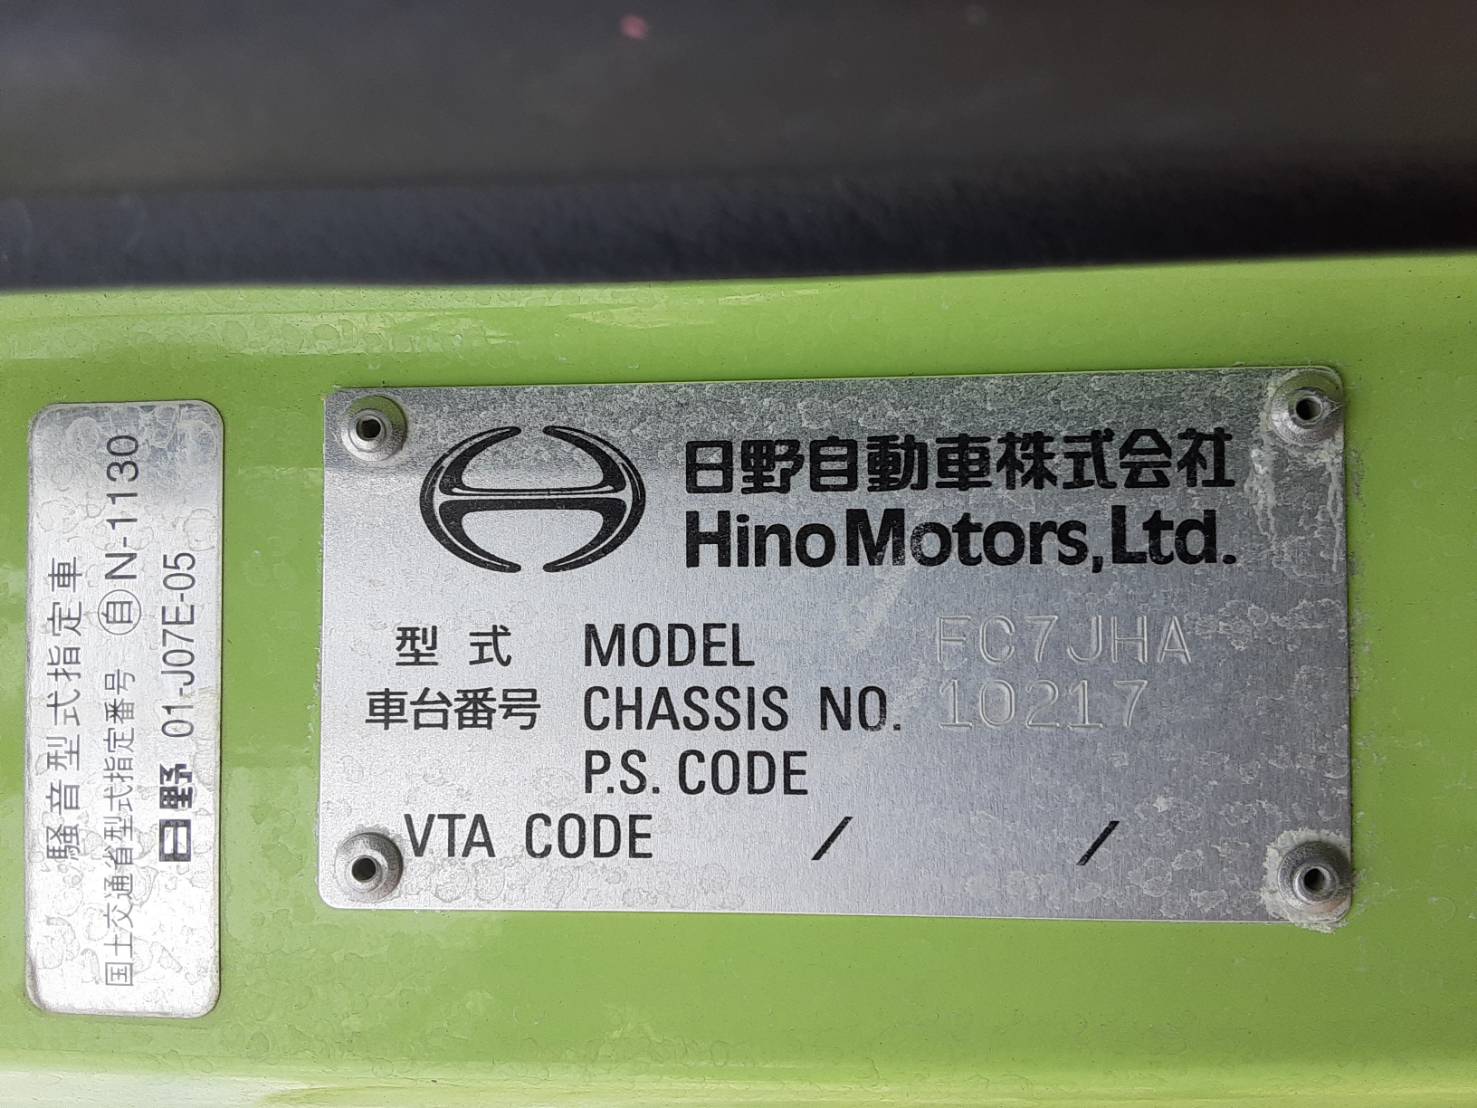 騒音型式指定車
国土交通省型式指定番号 自 N-1130
日野 01-J07E-05
日野自動車株式会社
Hino Motors, Ltd.
型式 MODEL FC7JHA
車台番号 CHASSIS NO. 10217
P.S. CODE
VTA CODE / /